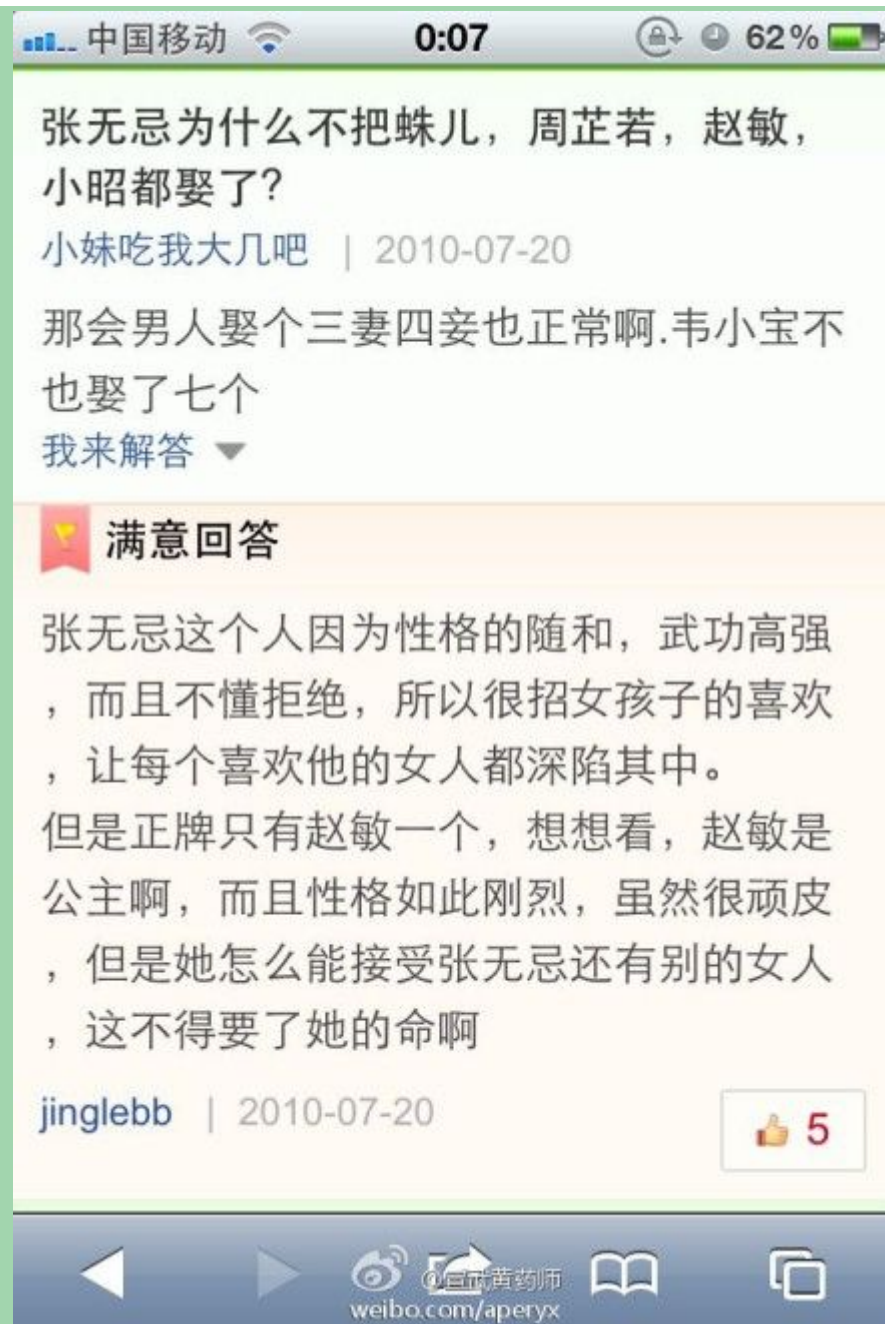 中国移动 0:07 62%
张无忌为什么不把蛛儿，周芷若，赵敏，
小昭都娶了?
小妹吃我大几吧 | 2010-07-20
那会男人娶个三妻四妾也正常啊.韦小宝不
也娶了七个
我来解答
满意回答
张无忌这个人因为性格的随和，武功高强
，而且不懂拒绝，所以很招女孩子的喜欢
，让每个喜欢他的女人都深陷其中。
但是正牌只有赵敏一个，想想看，赵敏是
公主啊，而且性格如此刚烈，虽然很顽皮
，但是她怎么能接受张无忌还有别的女人
，这不得要了她的命啊
jinglebb | 2010-07-20
5
@宣武黄药师
weibo.com/aperyx